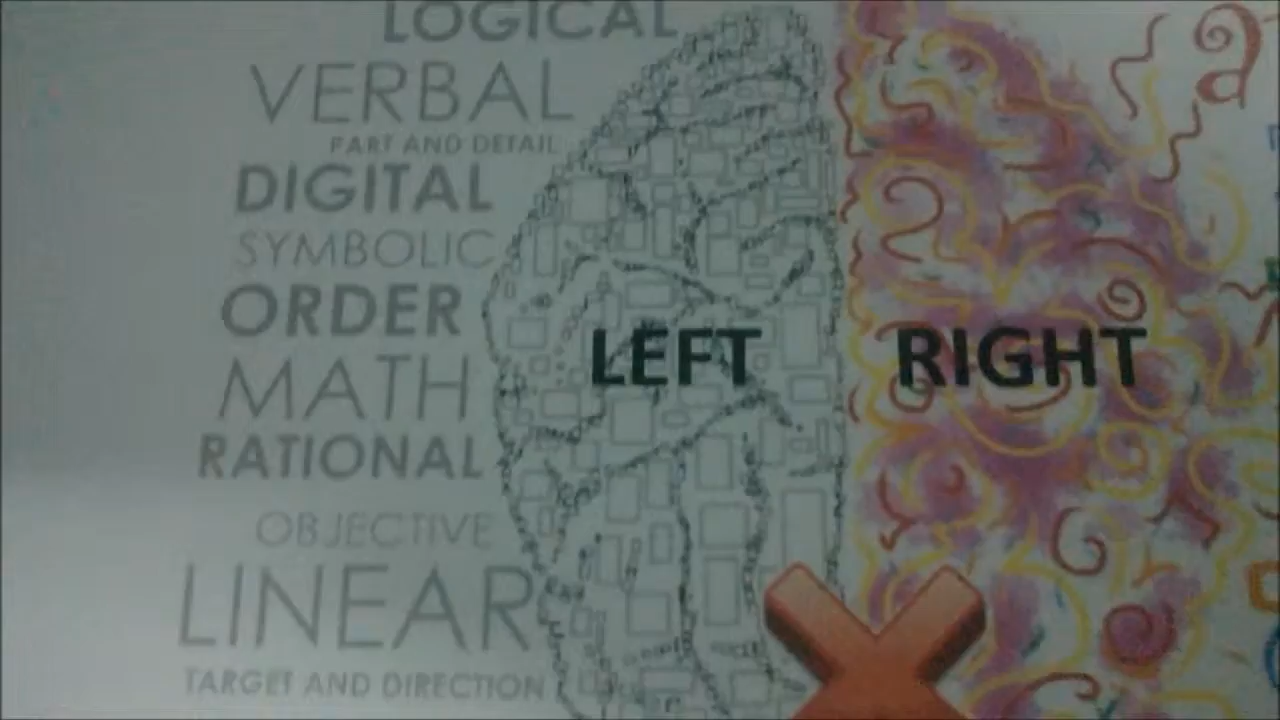 LOGICAL
VERBAL
PART AND DETAIL
DIGITAL
SYMBOLIC
ORDER
MATH
RATIONAL
OBJECTIVE
LINEAR
TARGET AND DIRECTION
LEFT RIGHT
a